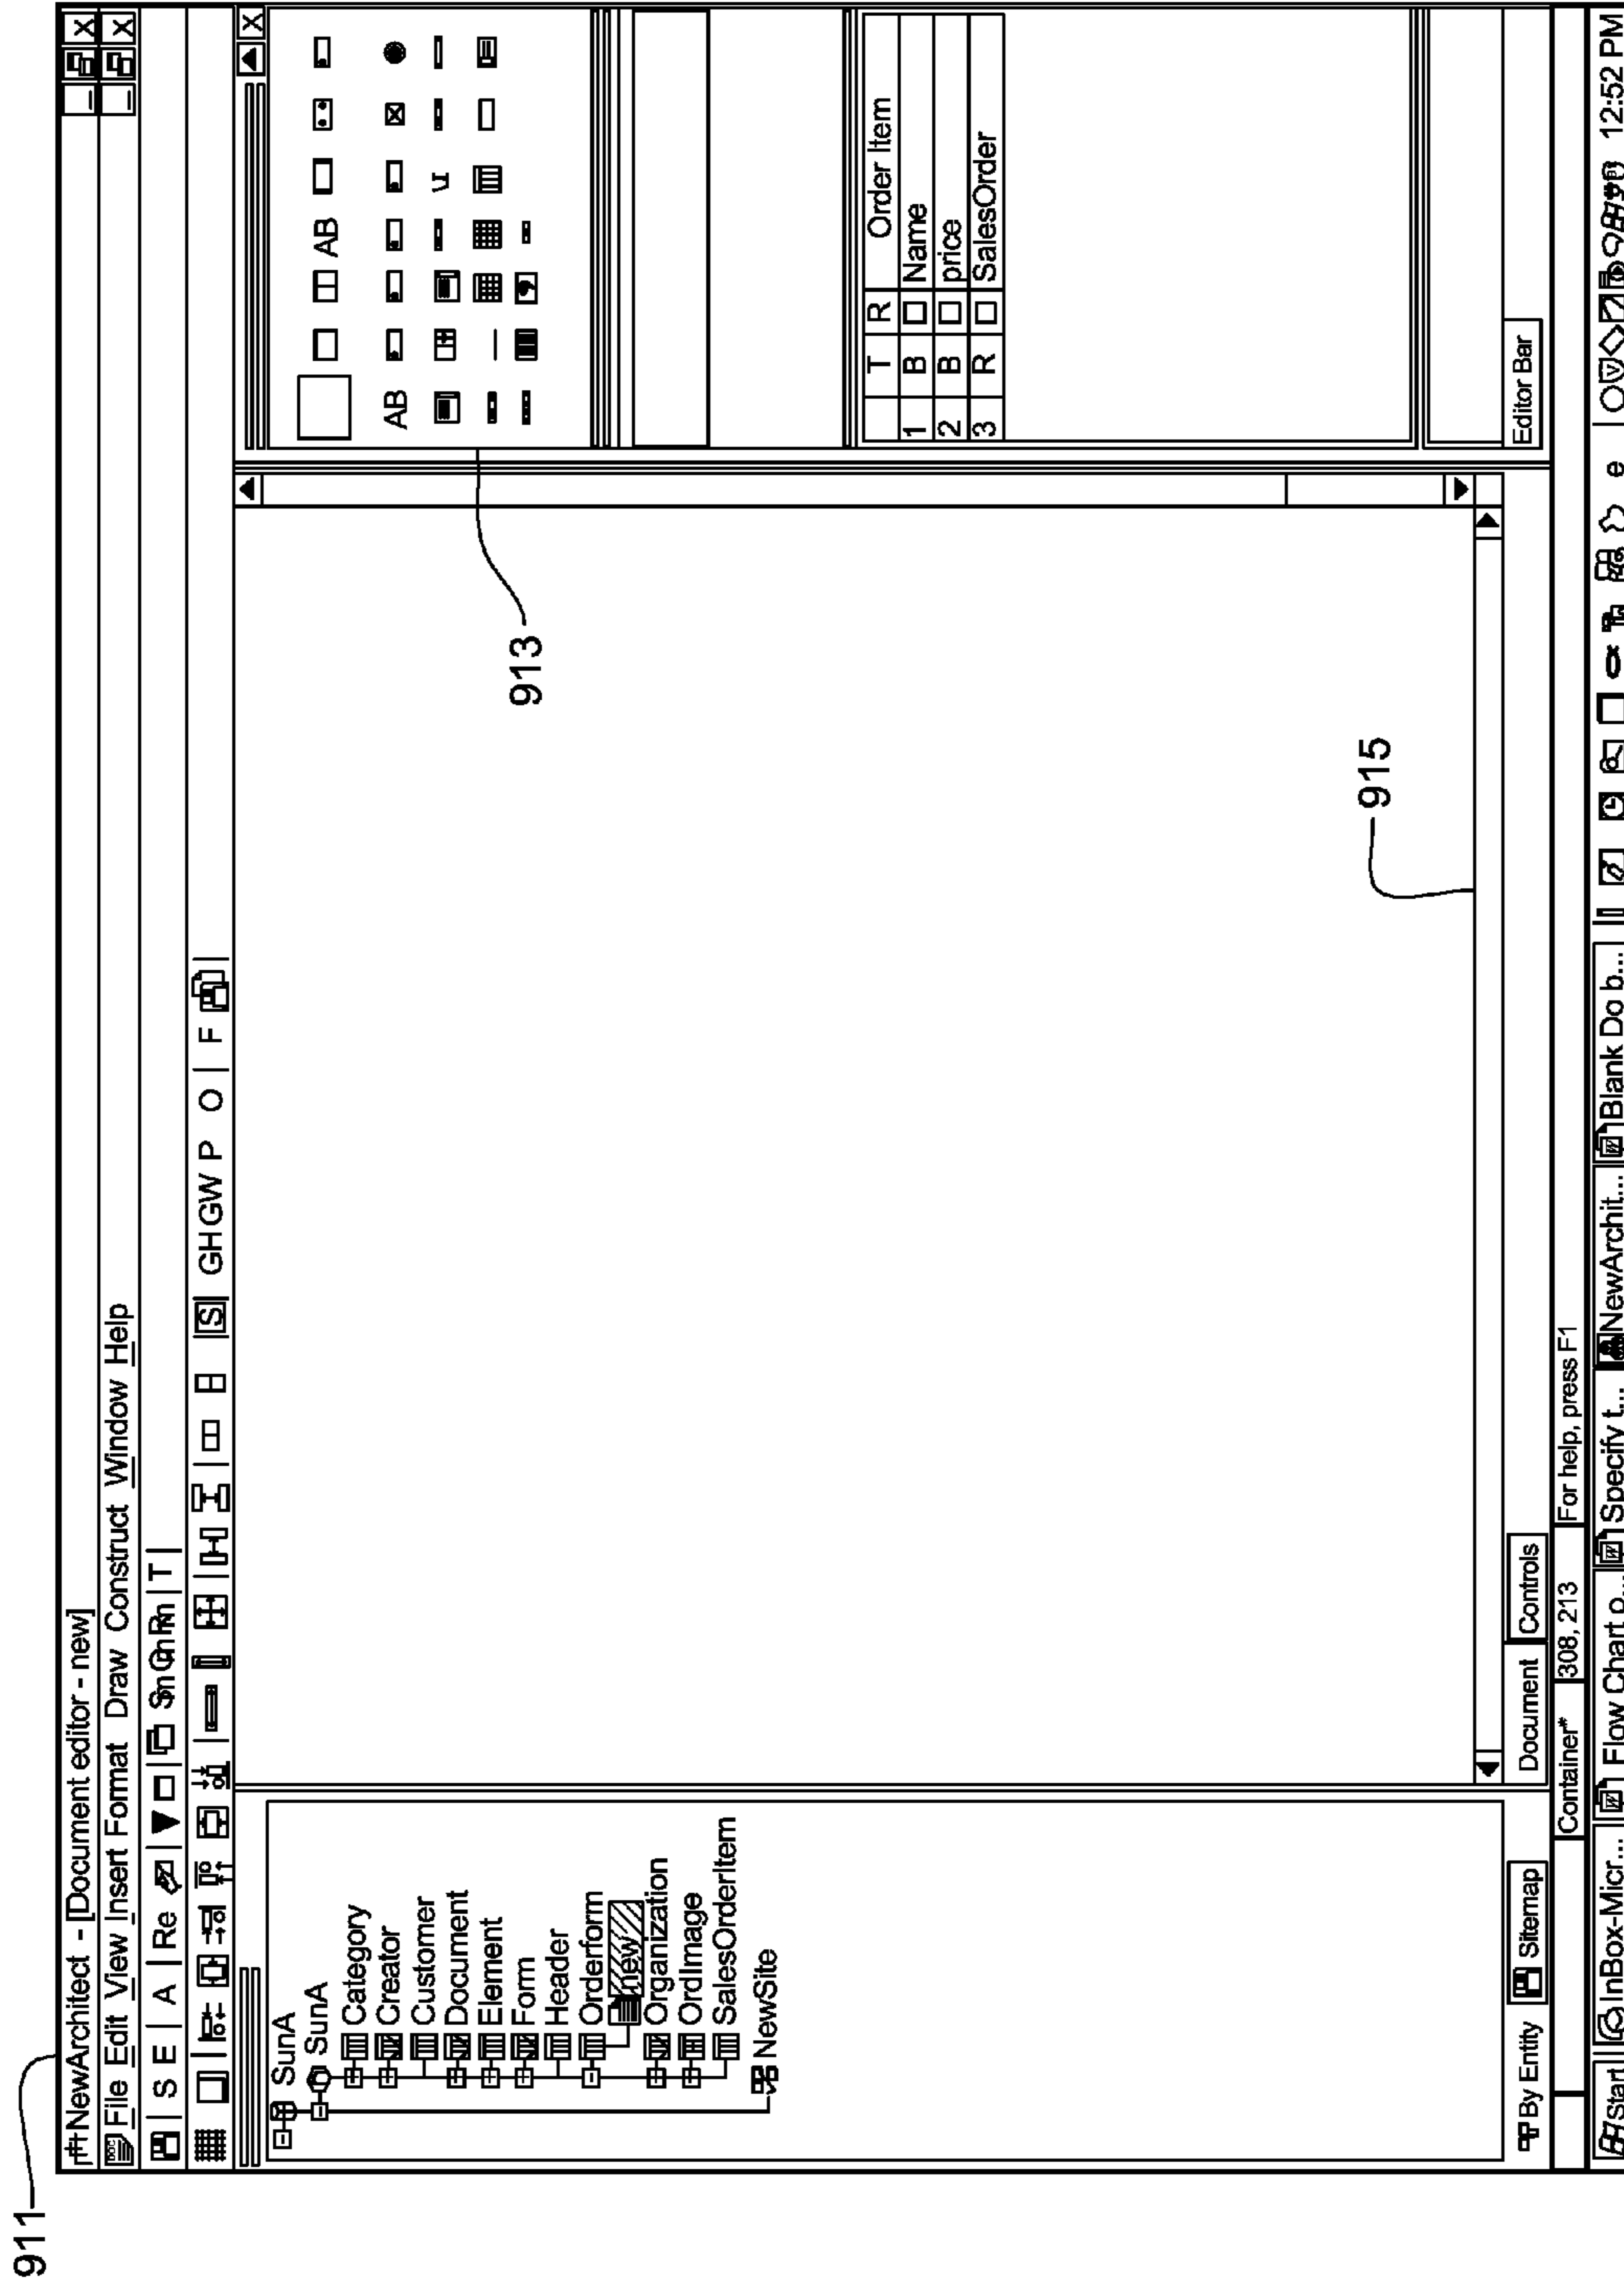 911
NewArchitect - [Document editor - new]
File Edit View Insert Format Draw Construct Window Help
S E | A | Re
T
S GHGW P O | F
SunA
SunA
Category
Creator
Customer
Document
Element
Form
Header
Orderform
new
Organization
OrdImage
SalesOrderItem
NewSite
By Entity Sitemap
913
915
Document Controls
AB
AB
T R Order Item
1 B Name
2 B price
3 R SalesOrder
Editor Bar
Container* 308, 213 For help, press F1
Start InBox-Micr... Flow Chart o... Specify t... NewArchit... Blank Do b... e 12:52 PM